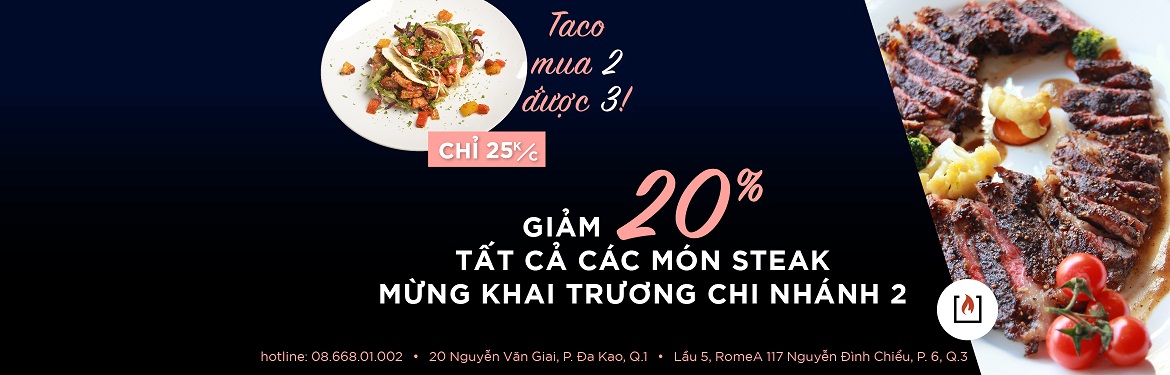 Taco
mua 2
được 3!
CHỈ 25K/C
GIẢM 20%
TẤT CẢ CÁC MÓN STEAK
MỪNG KHAI TRƯƠNG CHI NHÁNH 2
hotline: 08.668.01.002 • 20 Nguyễn Văn Giai, P. Đa Kao, Q.1 • Lầu 5, RomeA 117 Nguyễn Đình Chiểu, P. 6, Q.3